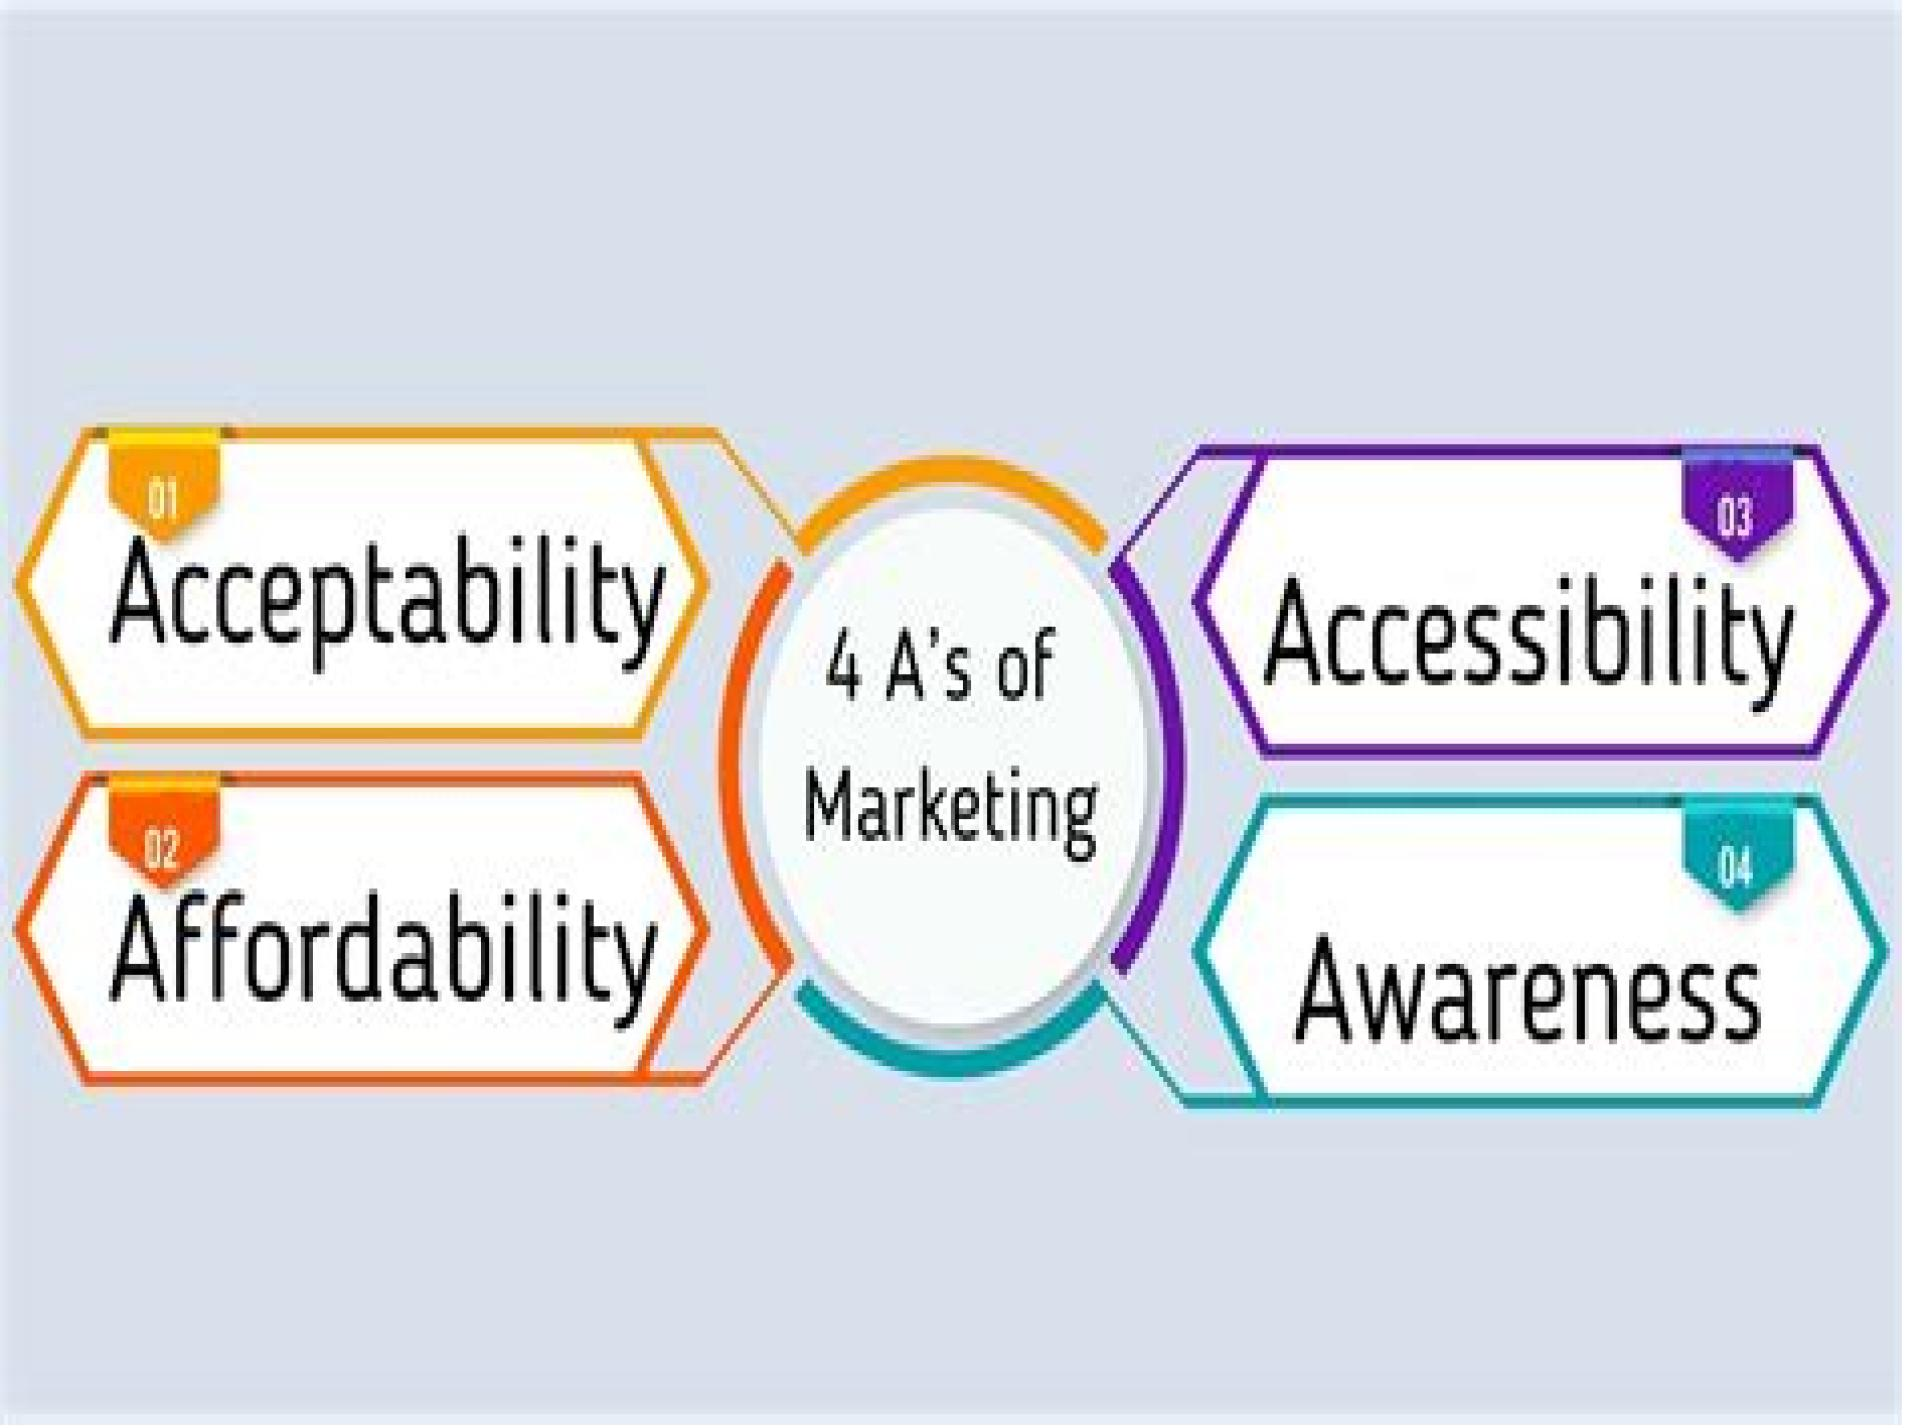 01
Acceptability
02
Affordability
4 A's of
Marketing
03
Accessibility
04
Awareness